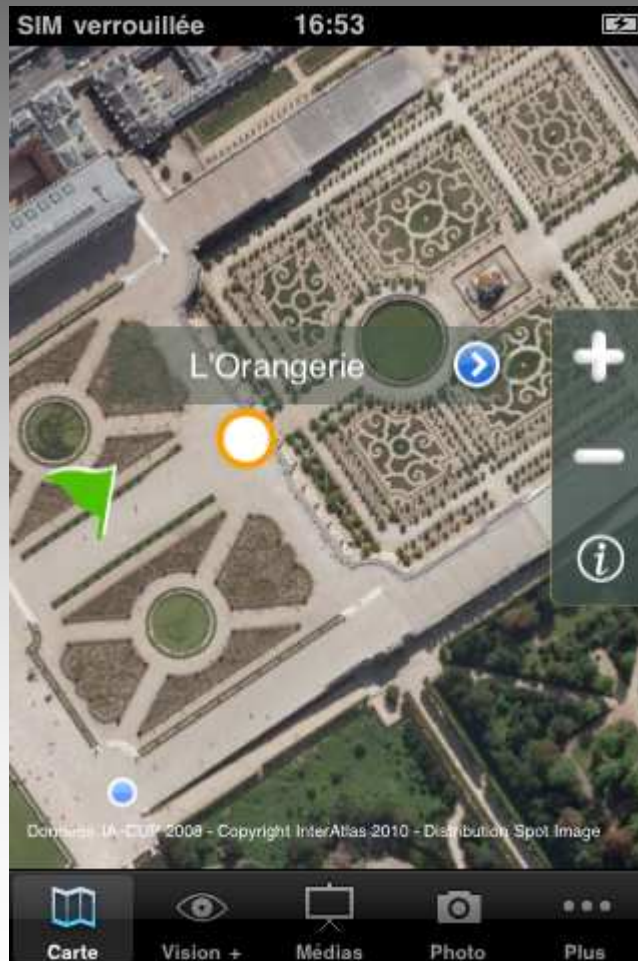 SIM verrouillée 16:53
L'Orangerie
i
Données IA-CUP 2008 - Copyright InterAtlas 2010 - Distribution Spot Image
Carte Vision + Médias Photo Plus